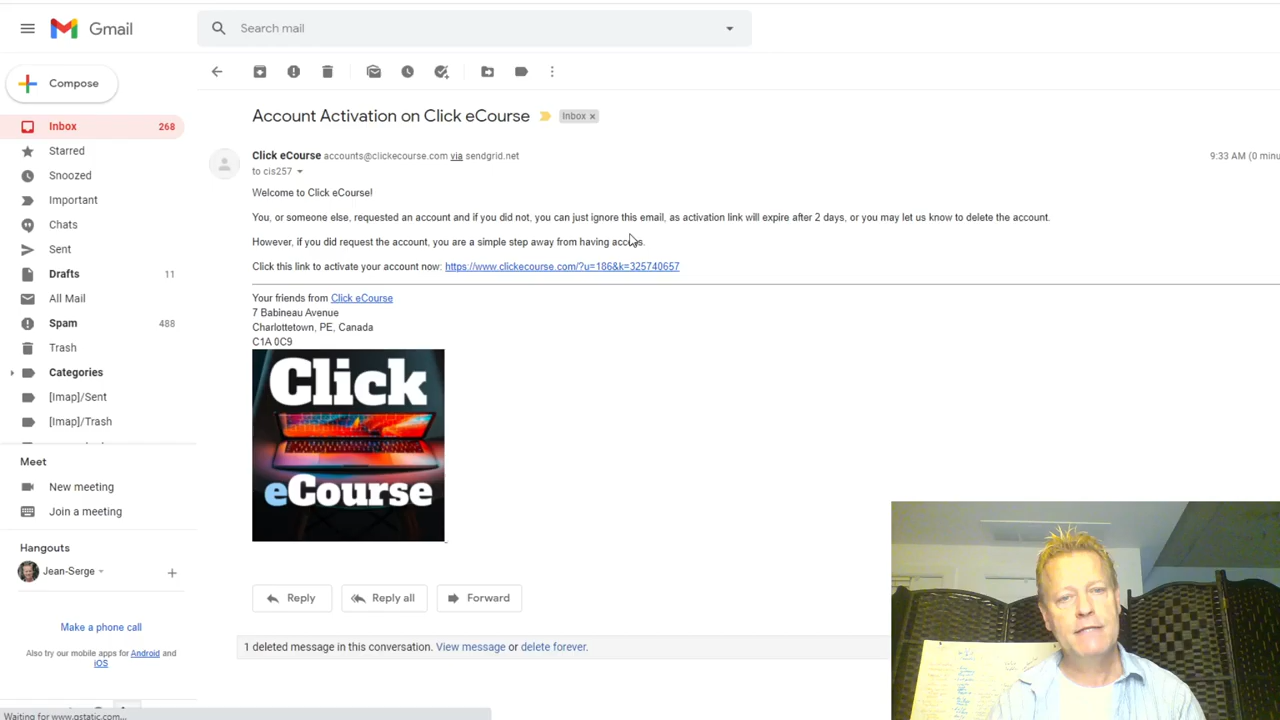 Gmail
Search mail
Compose
Inbox 268
Starred
Snoozed
Important
Chats
Sent
Drafts 11
All Mail
Spam 488
Trash
Categories
[Imap]/Sent
[Imap]/Trash
Meet
New meeting
Join a meeting
Hangouts
Jean-Serge
Make a phone call
Also try our mobile apps for Android and
iOS
Waiting for www.gstatic.com...
Account Activation on Click eCourse Inbox x
Click eCourse accounts@clickecourse.com via sendgrid.net 9:33 AM (0 minu
to cis257
Welcome to Click eCourse!
You, or someone else, requested an account and if you did not, you can just ignore this email, as activation link will expire after 2 days, or you may let us know to delete the account.
However, if you did request the account, you are a simple step away from having access.
Click this link to activate your account now: https://www.clickecourse.com/?u=186&k=325740657
Your friends from Click eCourse
7 Babineau Avenue
Charlottetown, PE, Canada
C1A 0C9
Click
eCourse
Reply Reply all Forward
1 deleted message in this conversation. View message or delete forever.